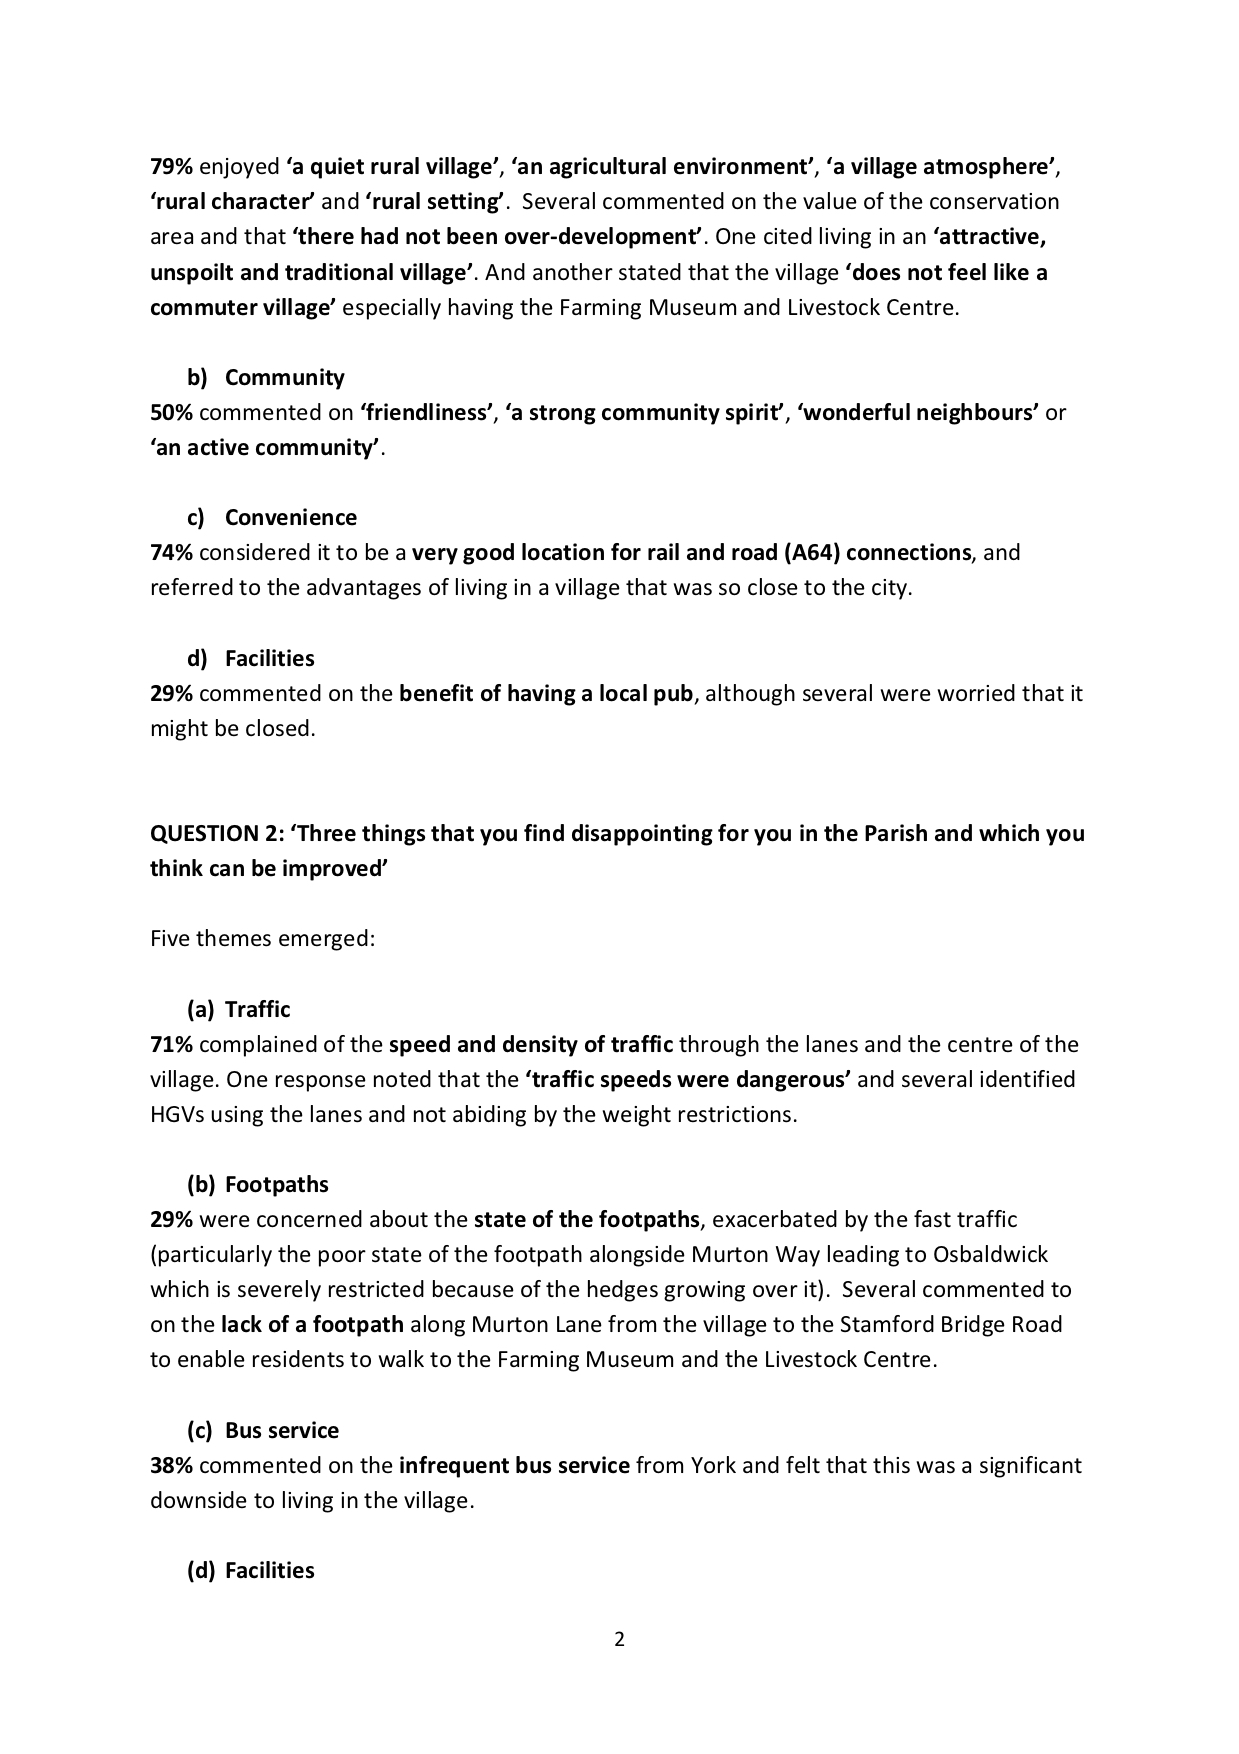 79% enjoyed ‘a quiet rural village’, ‘an agricultural environment’, ‘a village atmosphere’,
‘rural character’ and ‘rural setting’.  Several commented on the value of the conservation
area and that ‘there had not been over-development’. One cited living in an ‘attractive,
unspoilt and traditional village’. And another stated that the village ‘does not feel like a
commuter village’ especially having the Farming Museum and Livestock Centre.
b) Community
50% commented on ‘friendliness’, ‘a strong community spirit’, ‘wonderful neighbours’ or
‘an active community’.
c) Convenience
74% considered it to be a very good location for rail and road (A64) connections, and
referred to the advantages of living in a village that was so close to the city.
d) Facilities
29% commented on the benefit of having a local pub, although several were worried that it
might be closed.
QUESTION 2: ‘Three things that you find disappointing for you in the Parish and which you
think can be improved’
Five themes emerged:
(a) Traffic
71% complained of the speed and density of traffic through the lanes and the centre of the
village. One response noted that the ‘traffic speeds were dangerous’ and several identified
HGVs using the lanes and not abiding by the weight restrictions.
(b) Footpaths
29% were concerned about the state of the footpaths, exacerbated by the fast traffic
(particularly the poor state of the footpath alongside Murton Way leading to Osbaldwick
which is severely restricted because of the hedges growing over it).  Several commented to
on the lack of a footpath along Murton Lane from the village to the Stamford Bridge Road
to enable residents to walk to the Farming Museum and the Livestock Centre.
(c) Bus service
38% commented on the infrequent bus service from York and felt that this was a significant
downside to living in the village.
(d) Facilities
2